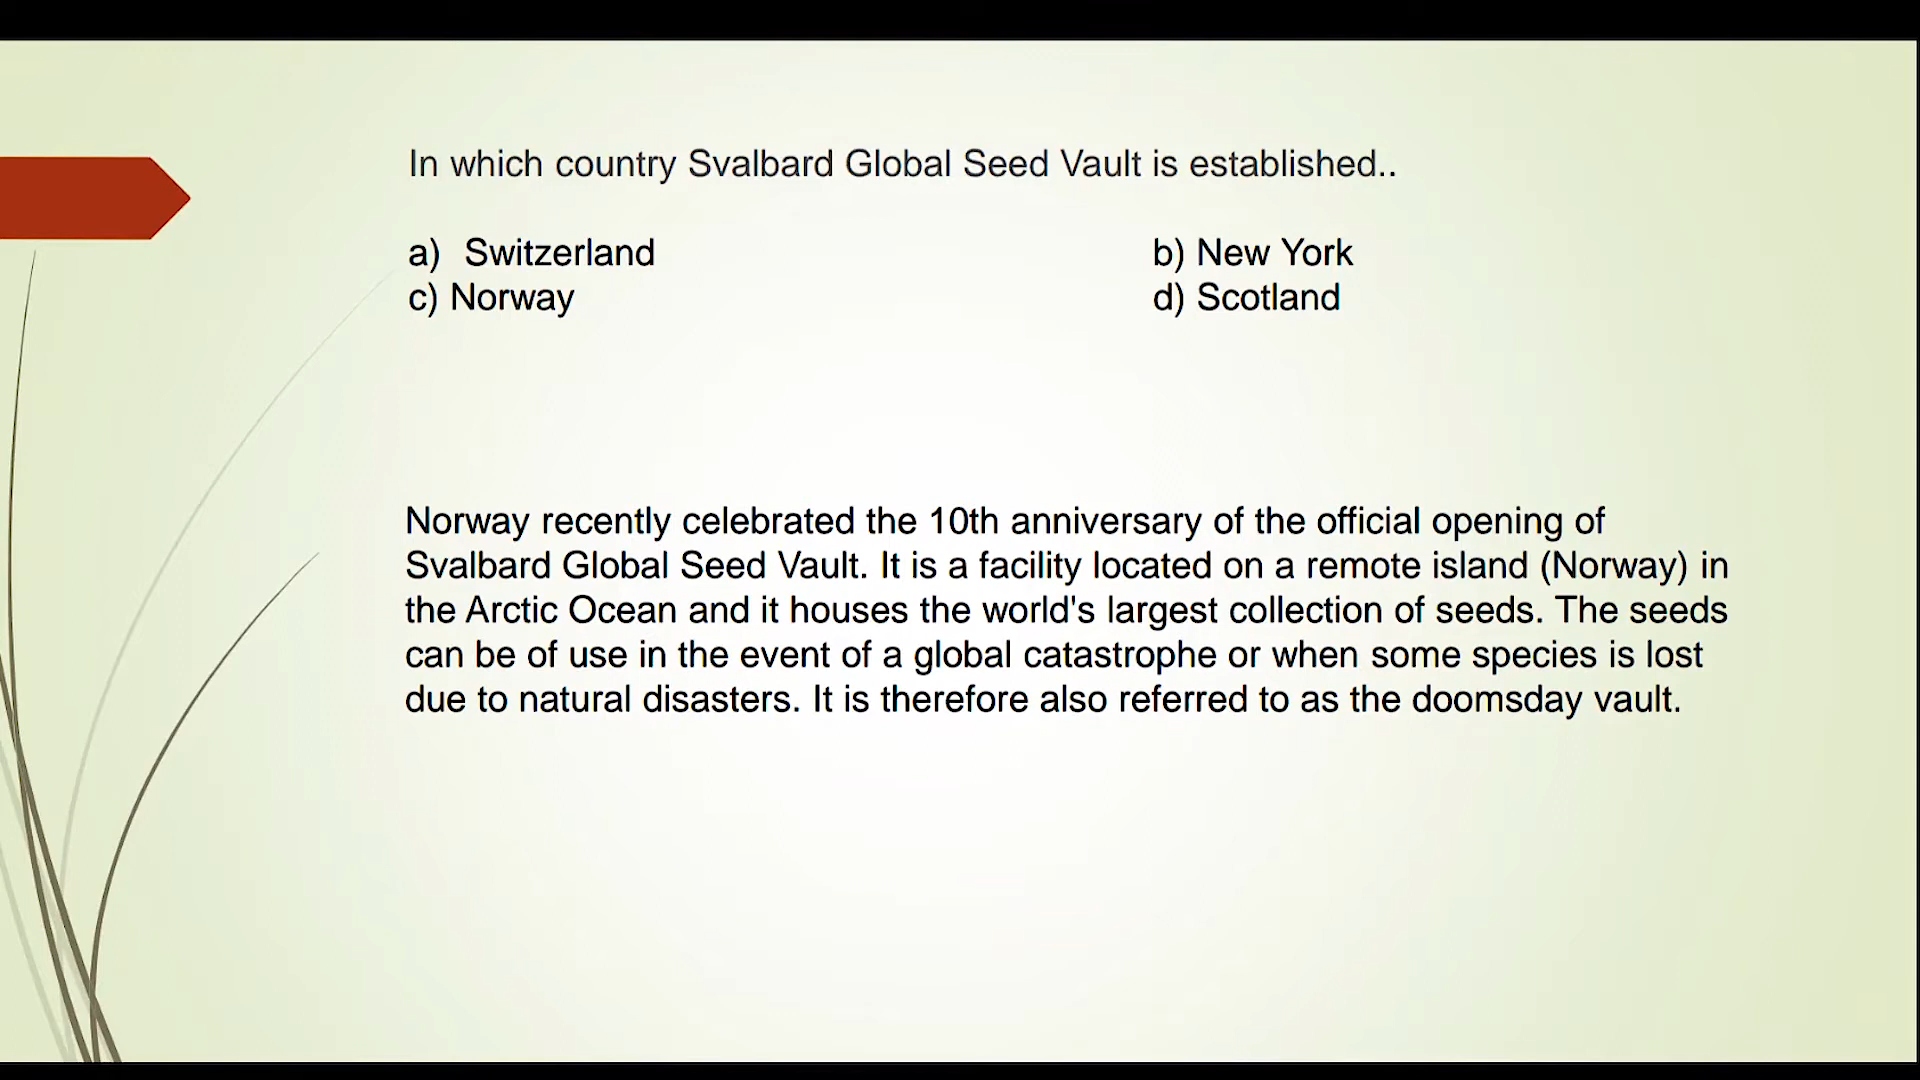 In which country Svalbard Global Seed Vault is established..
a) Switzerland b) New York
c) Norway d) Scotland
Norway recently celebrated the 10th anniversary of the official opening of
Svalbard Global Seed Vault. It is a facility located on a remote island (Norway) in
the Arctic Ocean and it houses the world's largest collection of seeds. The seeds
can be of use in the event of a global catastrophe or when some species is lost
due to natural disasters. It is therefore also referred to as the doomsday vault.